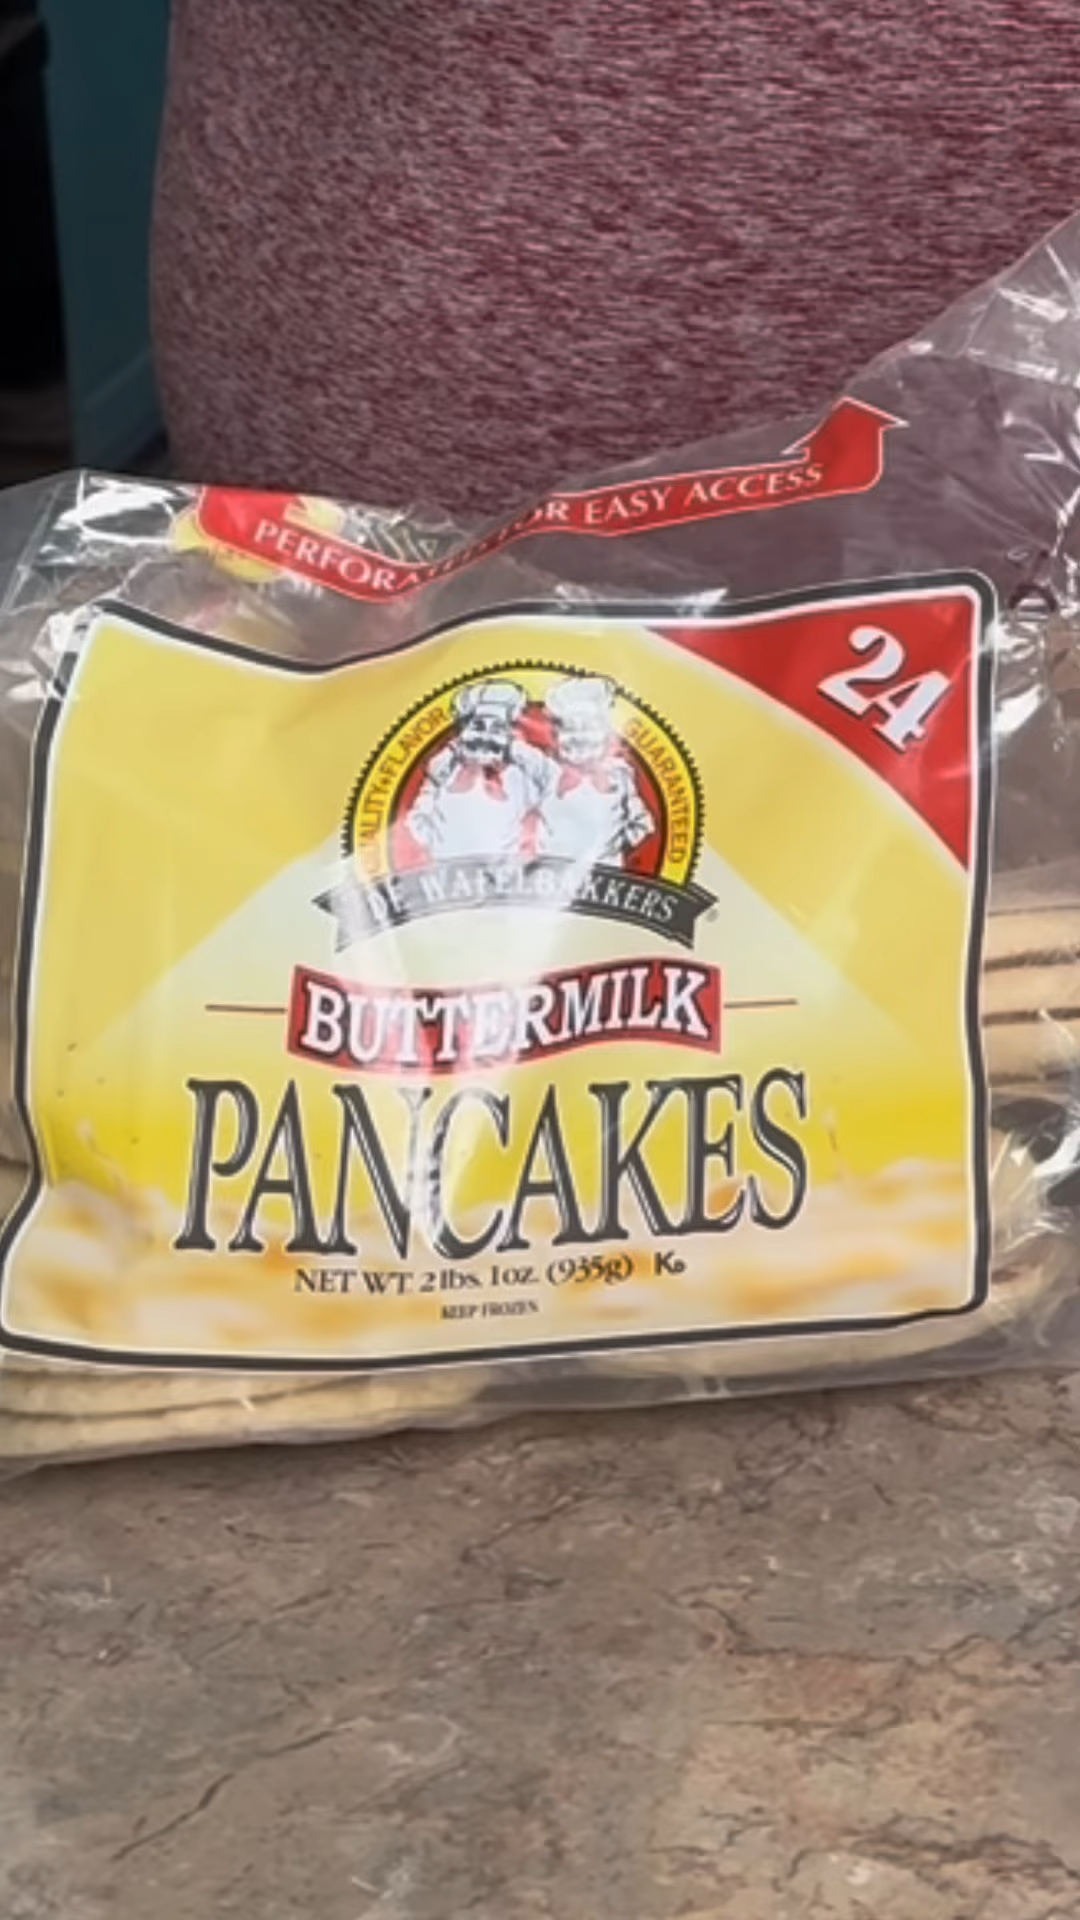 PERFORATED FOR EASY ACCESS
24
QUALITY & FLAVOR GUARANTEED
DE WAFELBAKKERS
BUTTERMILK
PANCAKES
NET WT. 2 lbs. 1 oz. (935g) KD
KEEP FROZEN